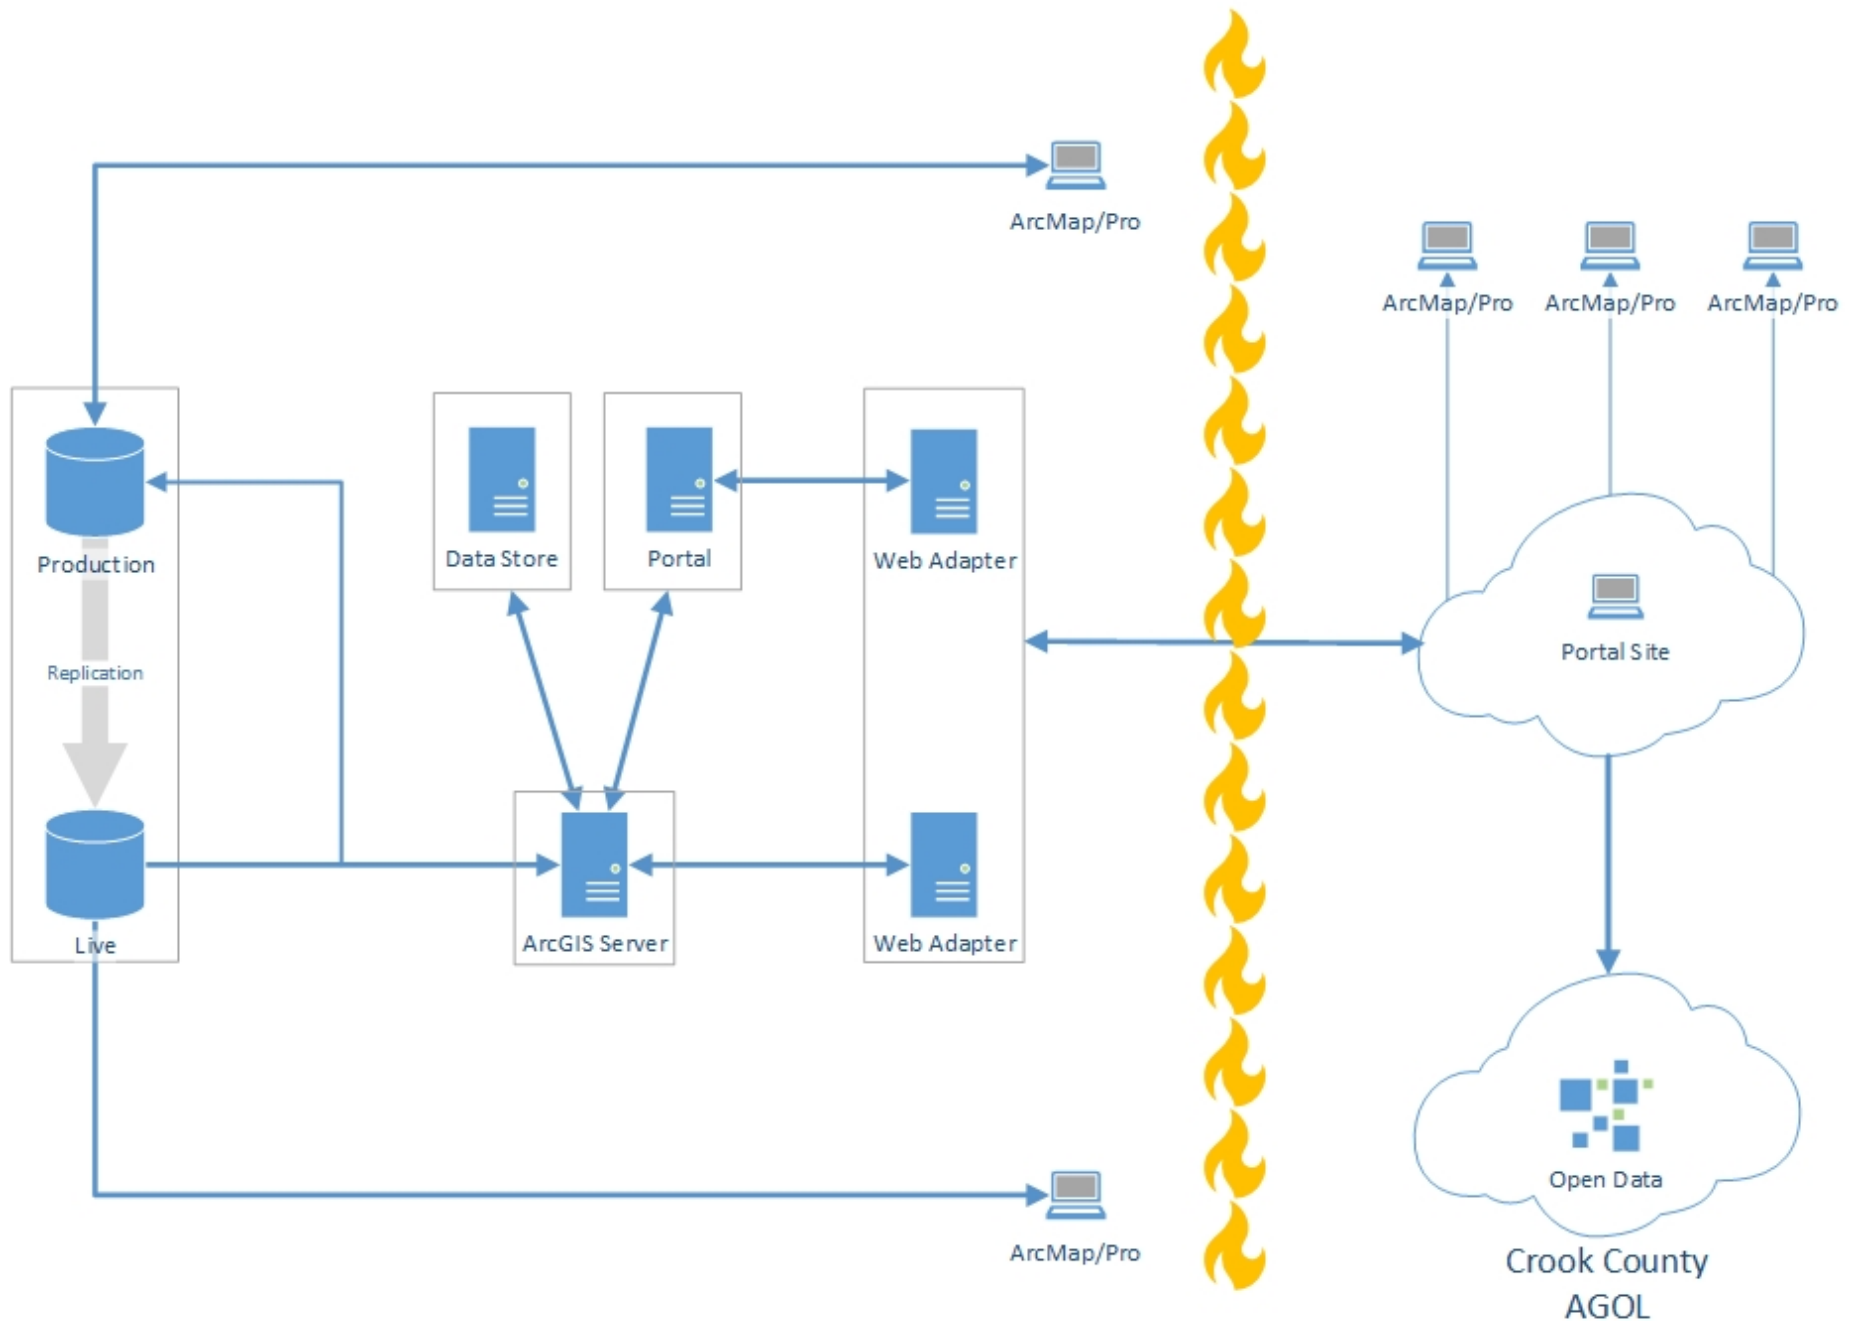 ArcMap/Pro
ArcMap/Pro
ArcMap/Pro
ArcMap/Pro
Production
Data Store
Portal
Web Adapter
Replication
Portal Site
Live
ArcGIS Server
Web Adapter
Open Data
ArcMap/Pro
Crook County
AGOL